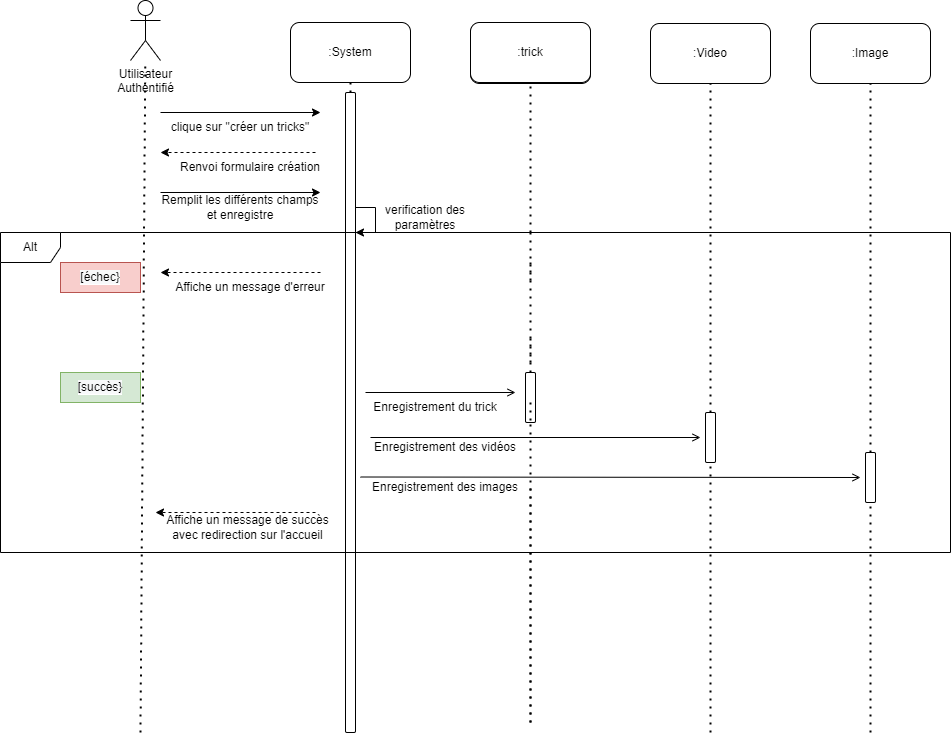 Utilisateur
Authentifié
:System
:trick
:Video
:Image
clique sur "créer un tricks"
Renvoi formulaire création
Remplit les différents champs
et enregistre
verification des
paramètres
Alt
[échec}
Affiche un message d'erreur
[succès}
Enregistrement du trick
Enregistrement des vidéos
Enregistrement des images
Affiche un message de succès
avec redirection sur l'accueil